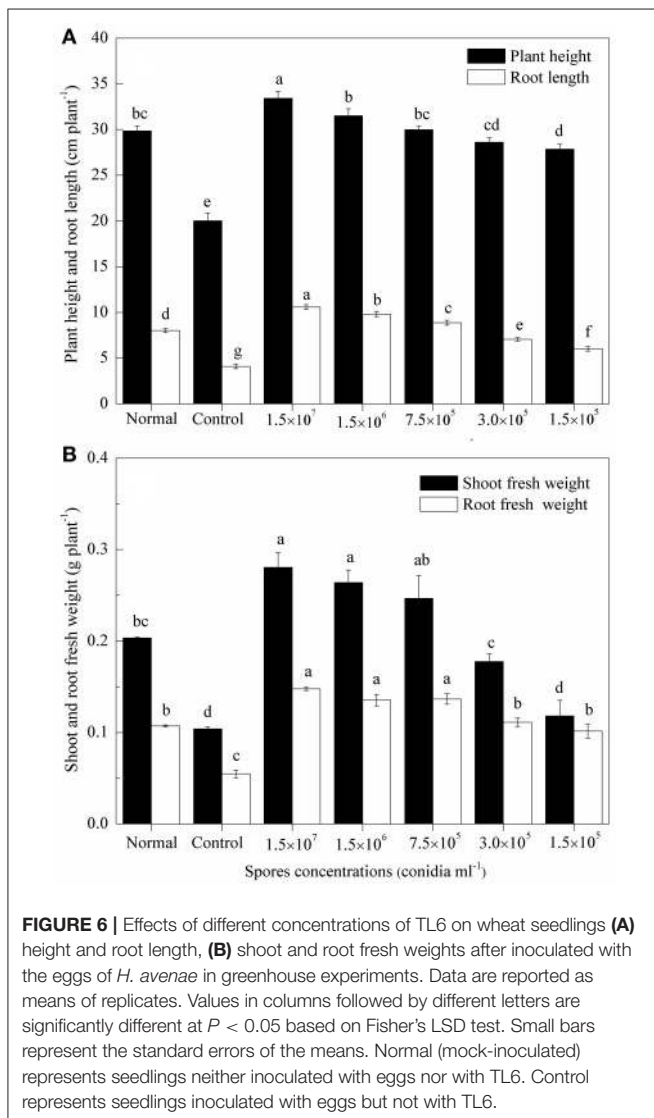 A
Plant height and root length (cm plant⁻¹)
40
35
30
25
20
15
10
5
0
Plant height
Root length
bc
d
e
g
a
a
b
b
bc
c
cd
e
d
f
Normal Control 1.5×10⁷ 1.5×10⁶ 7.5×10⁵ 3.0×10⁵ 1.5×10⁵
B
Shoot and root fresh weight (g plant⁻¹)
0.4
0.3
0.2
0.1
0.0
Shoot fresh weight
Root fresh weight
bc
b
d
c
a
a
a
a
ab
a
c
b
d
b
Normal Control 1.5×10⁷ 1.5×10⁶ 7.5×10⁵ 3.0×10⁵ 1.5×10⁵
Spores concentrations (conidia ml⁻¹)
FIGURE 6 | Effects of different concentrations of TL6 on wheat seedlings (A)
height and root length, (B) shoot and root fresh weights after inoculated with
the eggs of H. avenae in greenhouse experiments. Data are reported as
means of replicates. Values in columns followed by different letters are
significantly different at P < 0.05 based on Fisher's LSD test. Small bars
represent the standard errors of the means. Normal (mock-inoculated)
represents seedlings neither inoculated with eggs nor with TL6. Control
represents seedlings inoculated with eggs but not with TL6.